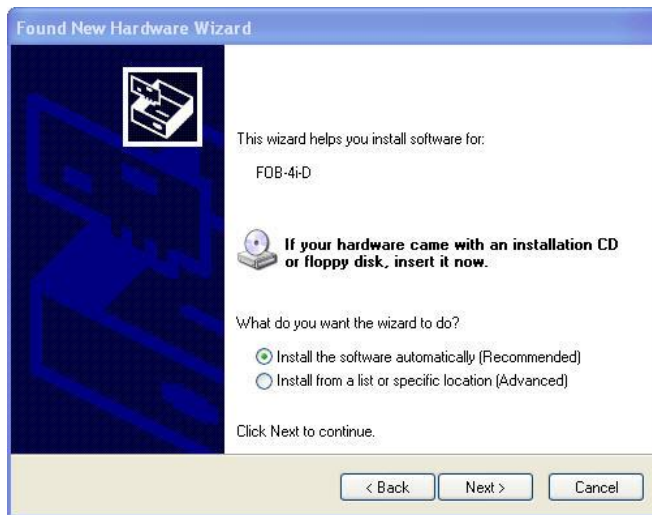 Found New Hardware Wizard
This wizard helps you install software for:
FOB-4i-D
If your hardware came with an installation CD
or floppy disk, insert it now.
What do you want the wizard to do?
Install the software automatically (Recommended)
Install from a list or specific location (Advanced)
Click Next to continue.
< Back Next > Cancel